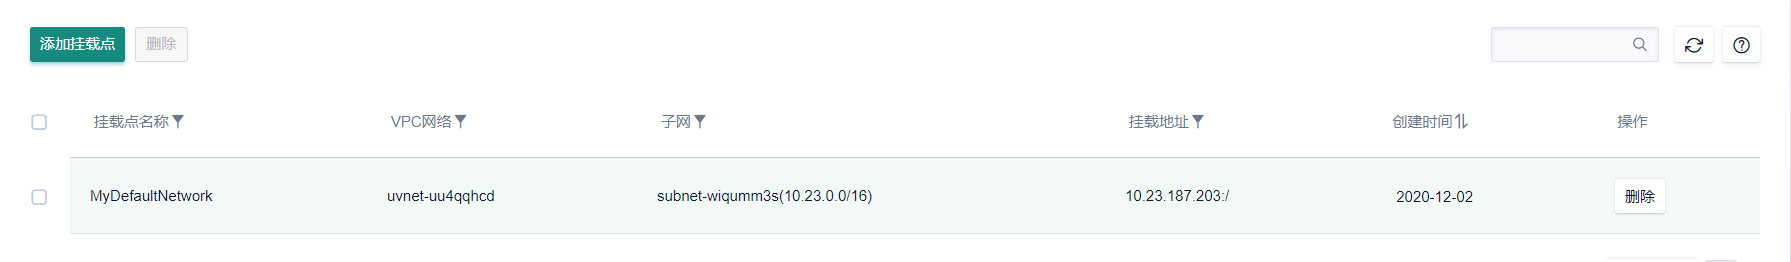 添加挂载点 删除
挂载点名称 VPC网络 子网 挂载地址 创建时间 操作
MyDefaultNetwork uvnet-uu4qqhcd subnet-wiqumm3s(10.23.0.0/16) 10.23.187.203:/ 2020-12-02 删除